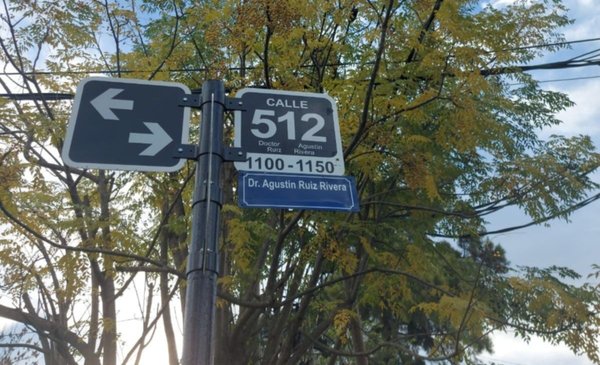 CALLE
512
Doctor Agustin
Ruiz Rivera
1100-1150
Dr. Agustin Ruiz Rivera